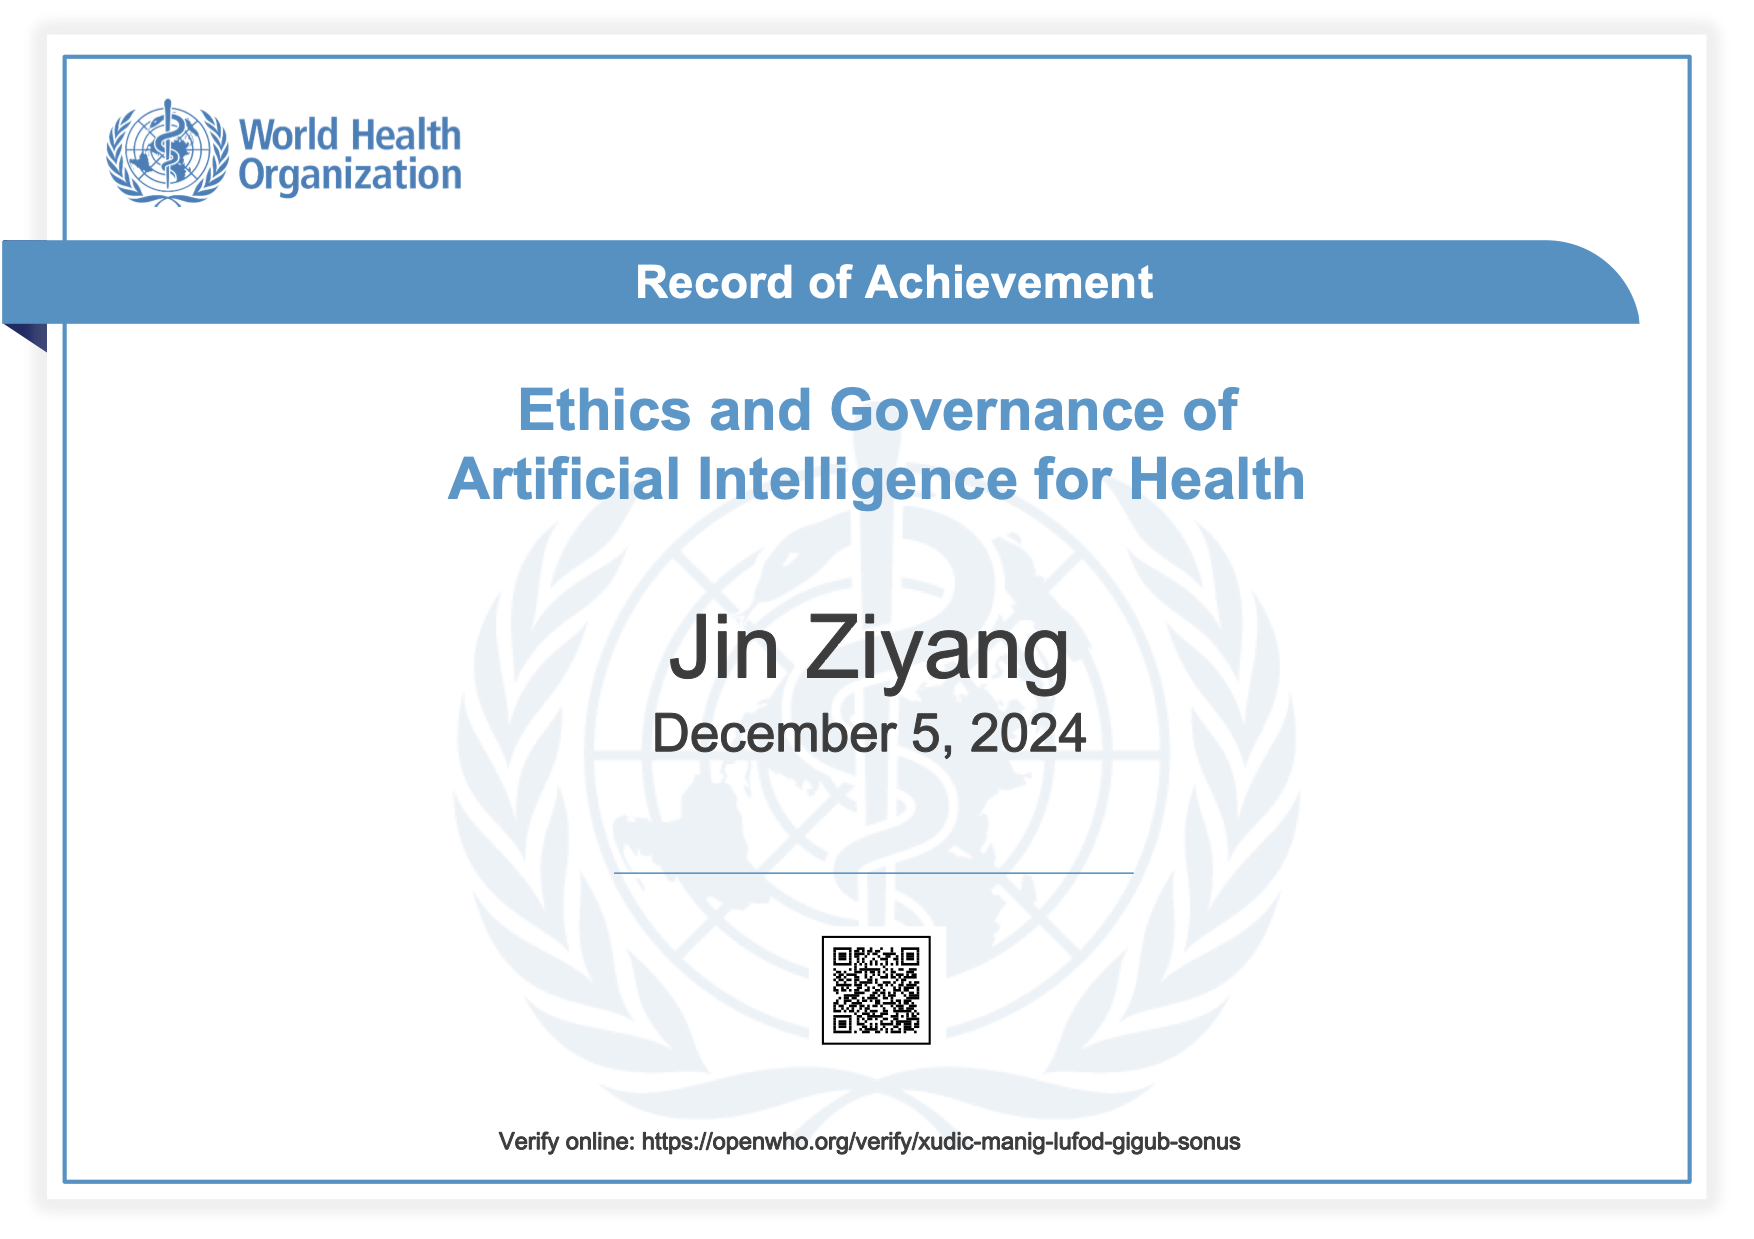 World Health
Organization
Record of Achievement
Ethics and Governance of
Artificial Intelligence for Health
Jin Ziyang
December 5, 2024
Verify online: https://openwho.org/verify/xudic-manig-lufod-gigub-sonus